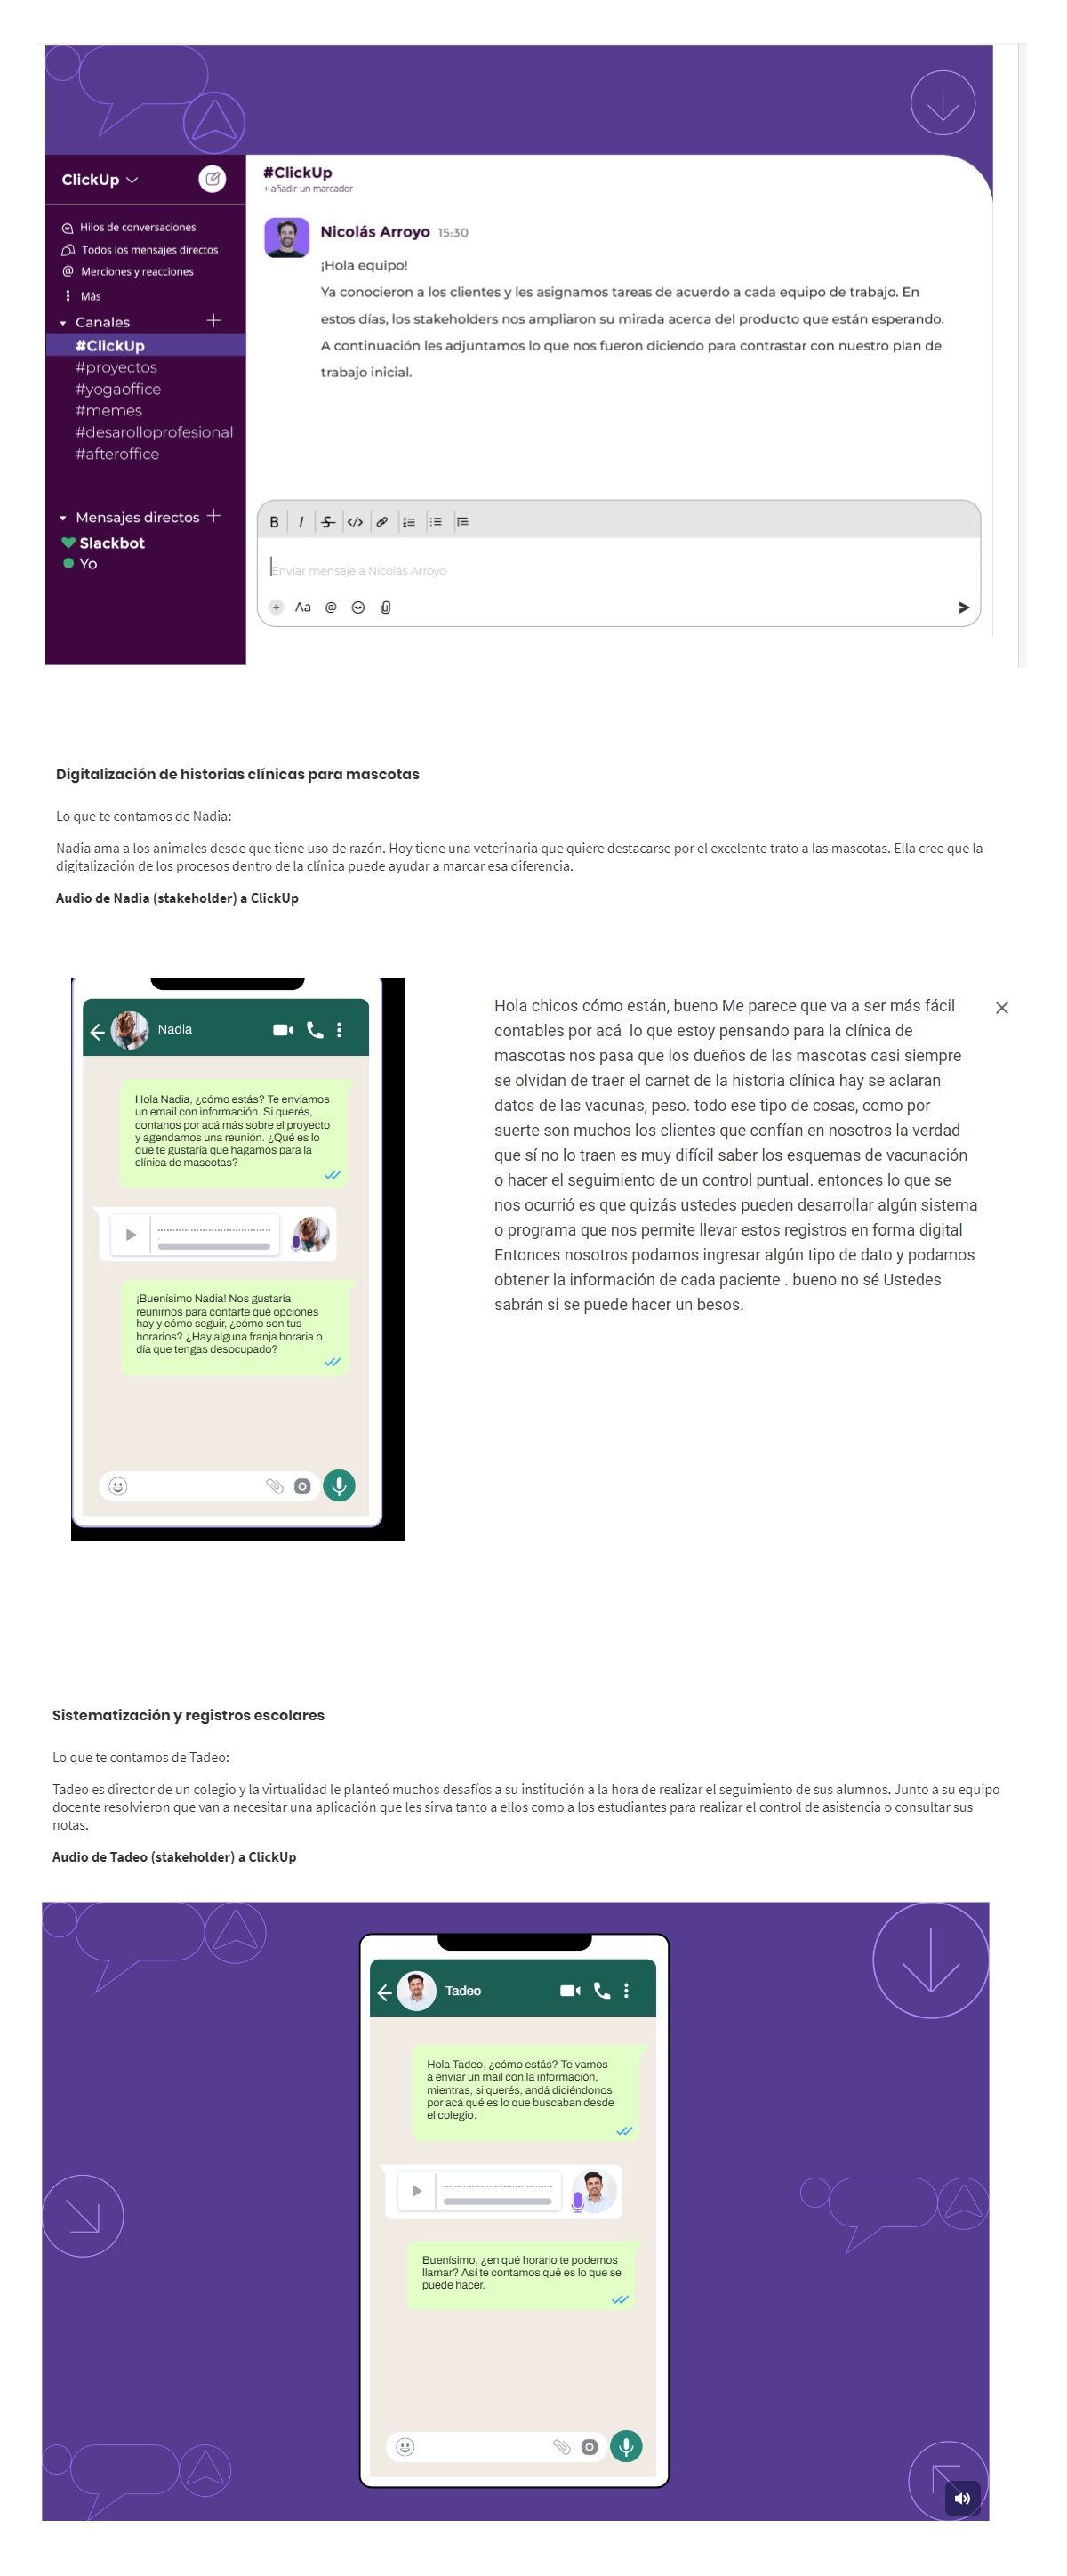 ClickUp
Hilos de conversaciones
Todos los mensajes directos
@ Merciones y reacciones
Más
Canales +
#ClickUp
#proyectos
#yogaoffice
#memes
#desarolloprofesional
#afteroffice
Mensajes directos +
Slackbot
Yo
#ClickUp
+ añadir un marcador
Nicolás Arroyo 15:30
¡Hola equipo!
Ya conocieron a los clientes y les asignamos tareas de acuerdo a cada equipo de trabajo. En
estos días, los stakeholders nos ampliaron su mirada acerca del producto que están esperando.
A continuación les adjuntamos lo que nos fueron diciendo para contrastar con nuestro plan de
trabajo inicial.
B I S </>
Enviar mensaje a Nicolás Arroyo
+ Aa @
Digitalización de historias clínicas para mascotas
Lo que te contamos de Nadia:
Nadia ama a los animales desde que tiene uso de razón. Hoy tiene una veterinaria que quiere destacarse por el excelente trato a las mascotas. Ella cree que la
digitalización de los procesos dentro de la clínica puede ayudar a marcar esa diferencia.
Audio de Nadia (stakeholder) a ClickUp
Nadia
Hola Nadia, ¿cómo estás? Te envíamos
un email con información. Si querés,
contanos por acá más sobre el proyecto
y agendamos una reunión. ¿Qué es lo
que te gustaría que hagamos para la
clínica de mascotas?
¡Buenísimo Nadia! Nos gustaría
reunirnos para contarte qué opciones
hay y cómo seguir, ¿cómo son tus
horarios? ¿Hay alguna franja horaria o
día que tengas desocupado?
Hola chicos cómo están, bueno Me parece que va a ser más fácil
contables por acá lo que estoy pensando para la clínica de
mascotas nos pasa que los dueños de las mascotas casi siempre
se olvidan de traer el carnet de la historia clínica hay se aclaran
datos de las vacunas, peso. todo ese tipo de cosas, como por
suerte son muchos los clientes que confían en nosotros la verdad
que sí no lo traen es muy difícil saber los esquemas de vacunación
o hacer el seguimiento de un control puntual. entonces lo que se
nos ocurrió es que quizás ustedes pueden desarrollar algún sistema
o programa que nos permite llevar estos registros en forma digital
Entonces nosotros podamos ingresar algún tipo de dato y podamos
obtener la información de cada paciente . bueno no sé Ustedes
sabrán si se puede hacer un besos.
Sistematización y registros escolares
Lo que te contamos de Tadeo:
Tadeo es director de un colegio y la virtualidad le planteó muchos desafíos a su institución a la hora de realizar el seguimiento de sus alumnos. Junto a su equipo
docente resolvieron que van a necesitar una aplicación que les sirva tanto a ellos como a los estudiantes para realizar el control de asistencia o consultar sus
notas.
Audio de Tadeo (stakeholder) a ClickUp
Tadeo
Hola Tadeo, ¿cómo estás? Te vamos
a enviar un mail con la información,
mientras, si querés, andá diciéndonos
por acá qué es lo que buscaban desde
el colegio.
Buenísimo, ¿en qué horario te podemos
llamar? Así te contamos qué es lo que se
puede hacer.